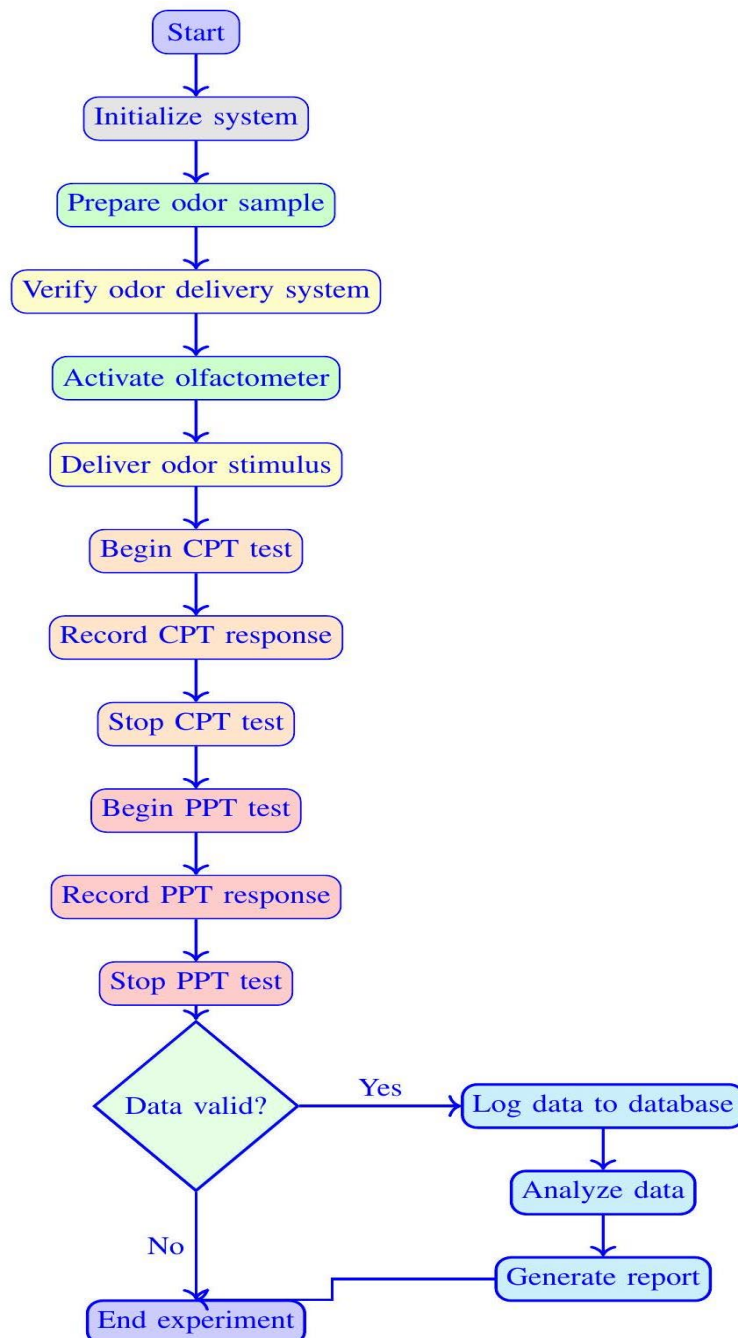 Start
Initialize system
Prepare odor sample
Verify odor delivery system
Activate olfactometer
Deliver odor stimulus
Begin CPT test
Record CPT response
Stop CPT test
Begin PPT test
Record PPT response
Stop PPT test
Data valid?
Yes
Log data to database
Analyze data
Generate report
No
End experiment